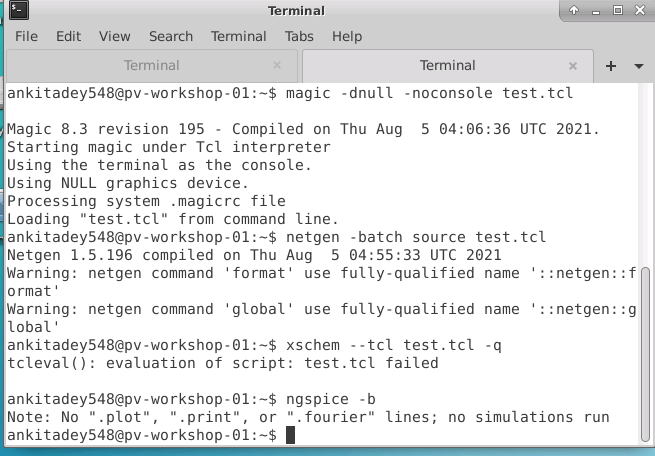 Terminal
File Edit View Search Terminal Tabs Help
Terminal Terminal
ankitadey548@pv-workshop-01:~$ magic -dnull -noconsole test.tcl
Magic 8.3 revision 195 - Compiled on Thu Aug  5 04:06:36 UTC 2021.
Starting magic under Tcl interpreter
Using the terminal as the console.
Using NULL graphics device.
Processing system .magicrc file
Loading "test.tcl" from command line.
ankitadey548@pv-workshop-01:~$ netgen -batch source test.tcl
Netgen 1.5.196 compiled on Thu Aug  5 04:55:33 UTC 2021
Warning: netgen command 'format' use fully-qualified name '::netgen::f
ormat'
Warning: netgen command 'global' use fully-qualified name '::netgen::g
lobal'
ankitadey548@pv-workshop-01:~$ xschem --tcl test.tcl -q
tcleval(): evaluation of script: test.tcl failed
ankitadey548@pv-workshop-01:~$ ngspice -b
Note: No ".plot", ".print", or ".fourier" lines; no simulations run
ankitadey548@pv-workshop-01:~$